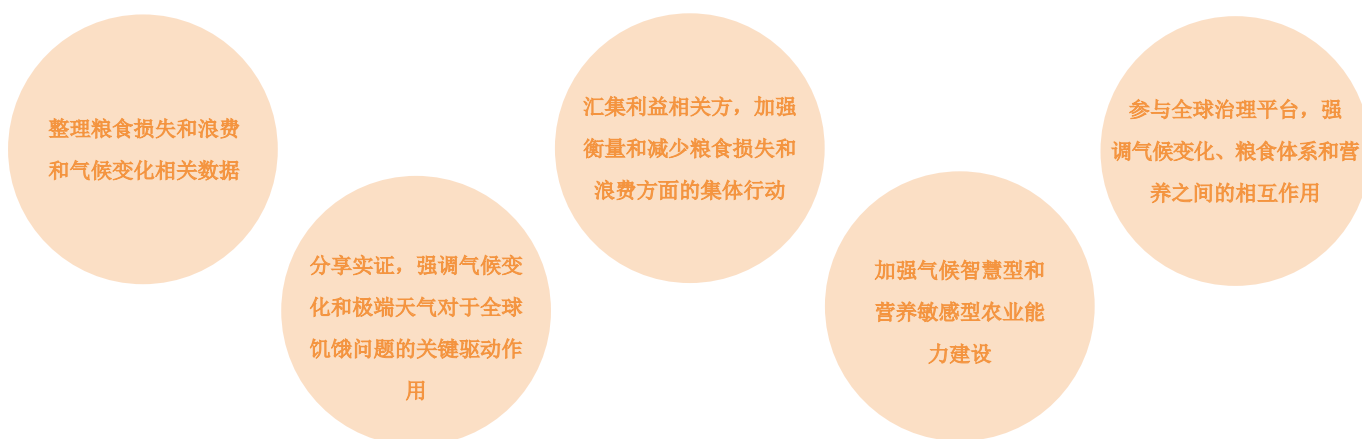 整理粮食损失和浪费
和气候变化相关数据
分享实证，强调气候变
化和极端天气对于全球
饥饿问题的关键驱动作
用
汇集利益相关方，加强
衡量和减少粮食损失和
浪费方面的集体行动
加强气候智慧型和
营养敏感型农业能
力建设
参与全球治理平台，强
调气候变化、粮食体系和营
养之间的相互作用